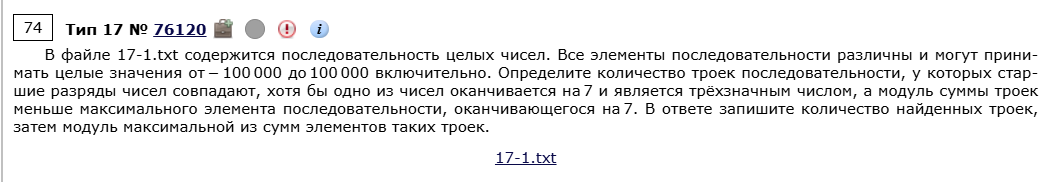 74 Тип 17 № 76120
В файле 17-1.txt содержится последовательность целых чисел. Все элементы последовательности различны и могут прини-
мать целые значения от − 100 000 до 100 000 включительно. Определите количество троек последовательности, у которых стар-
шие разряды чисел совпадают, хотя бы одно из чисел оканчивается на 7 и является трёхзначным числом, а модуль суммы троек
меньше максимального элемента последовательности, оканчивающегося на 7. В ответе запишите количество найденных троек,
затем модуль максимальной из сумм элементов таких троек.
17-1.txt